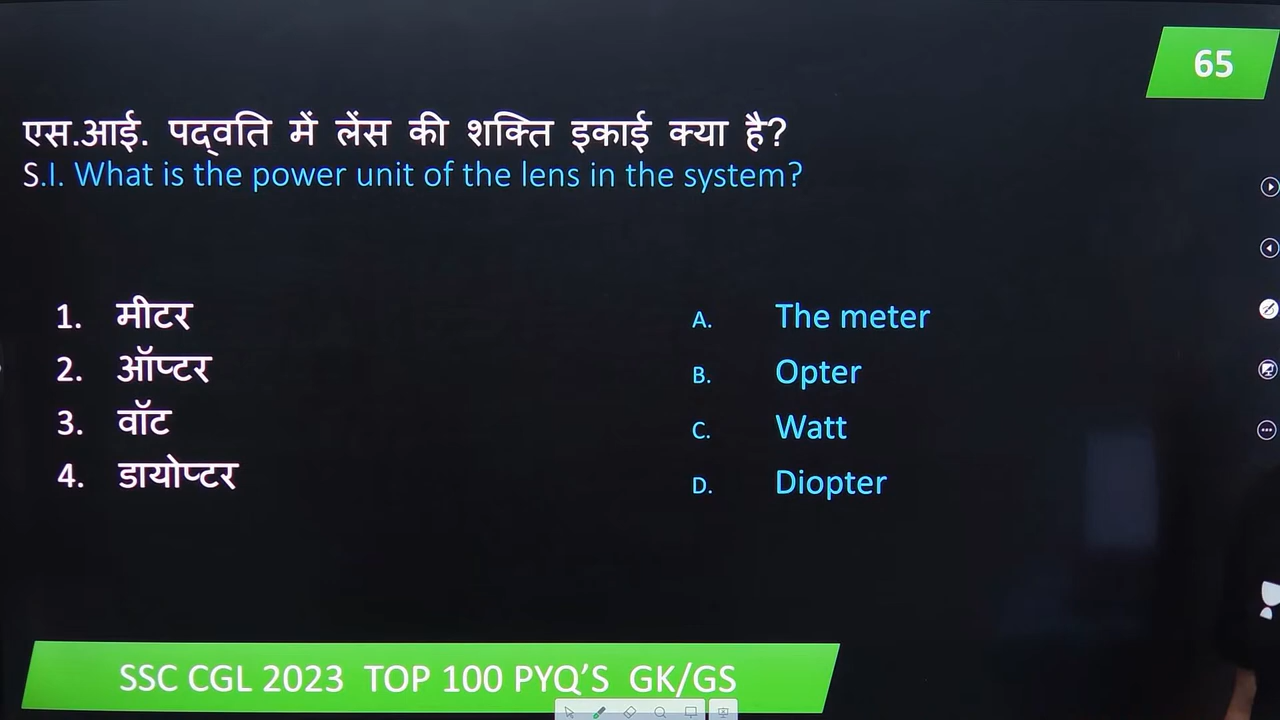 65
एस.आई. पद्वति में लेंस की शक्ति इकाई क्या है?
S.I. What is the power unit of the lens in the system?
1. मीटर
2. ऑप्टर
3. वॉट
4. डायोप्टर
A. The meter
B. Opter
C. Watt
D. Diopter
SSC CGL 2023 TOP 100 PYQ’S GK/GS